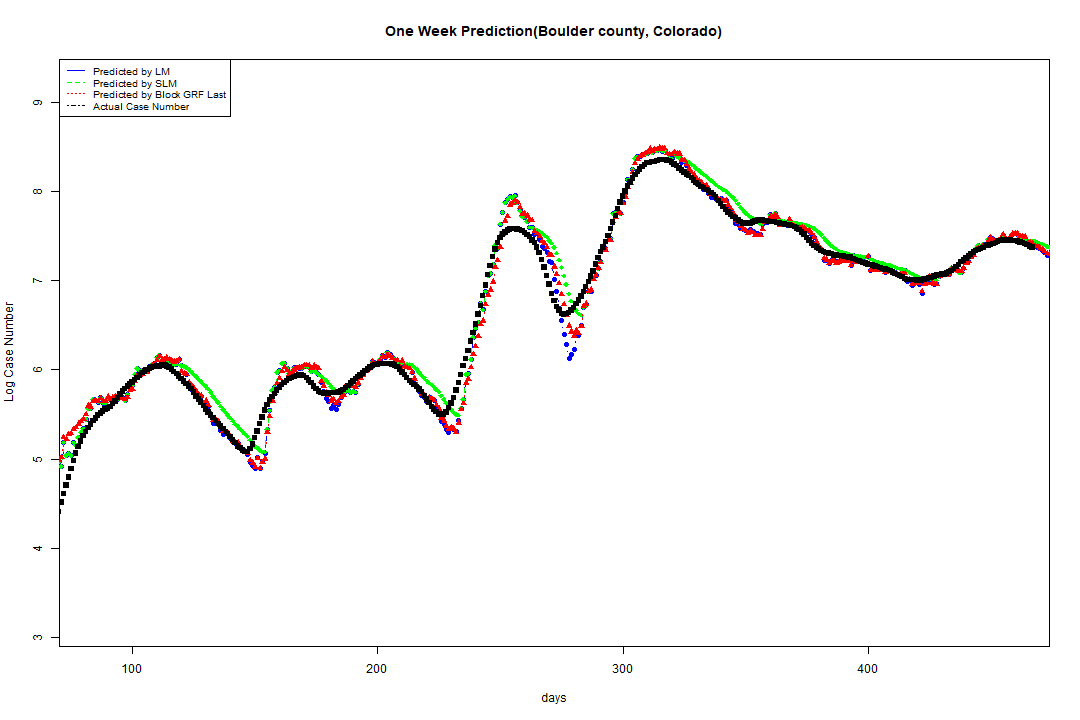 One Week Prediction(Boulder county, Colorado)
Predicted by LM
Predicted by SLM
Predicted by Block GRF Last
Actual Case Number
9
8
7
6
5
4
3
Log Case Number
100 200 300 400
days